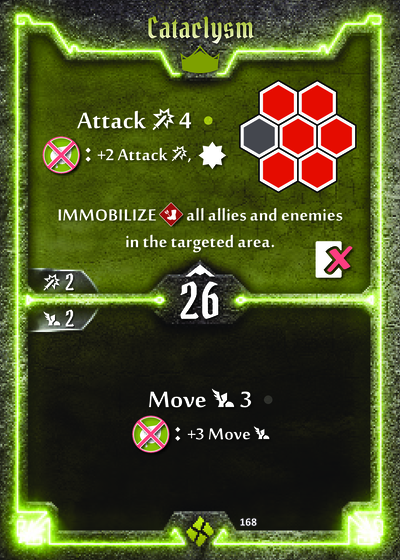 Cataclysm
Attack 4
: +2 Attack ,
IMMOBILIZE all allies and enemies
in the targeted area.
2
26
2
Move 3
: +3 Move
168